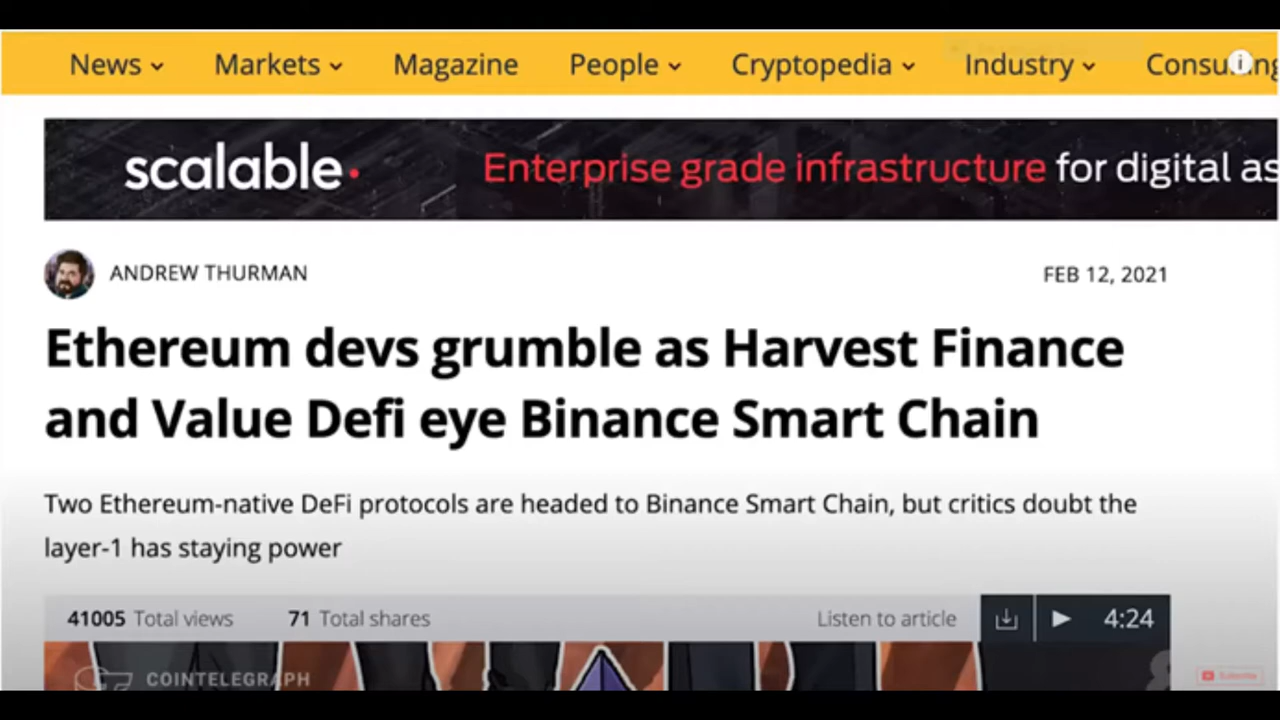 News Markets Magazine People Cryptopedia Industry
scalable. Enterprise grade infrastructure for digital as
ANDREW THURMAN FEB 12, 2021
Ethereum devs grumble as Harvest Finance
and Value Defi eye Binance Smart Chain
Two Ethereum-native DeFi protocols are headed to Binance Smart Chain, but critics doubt the
layer-1 has staying power
41005 Total views 71 Total shares Listen to article 4:24
COINTELEGRAPH
Subscribe